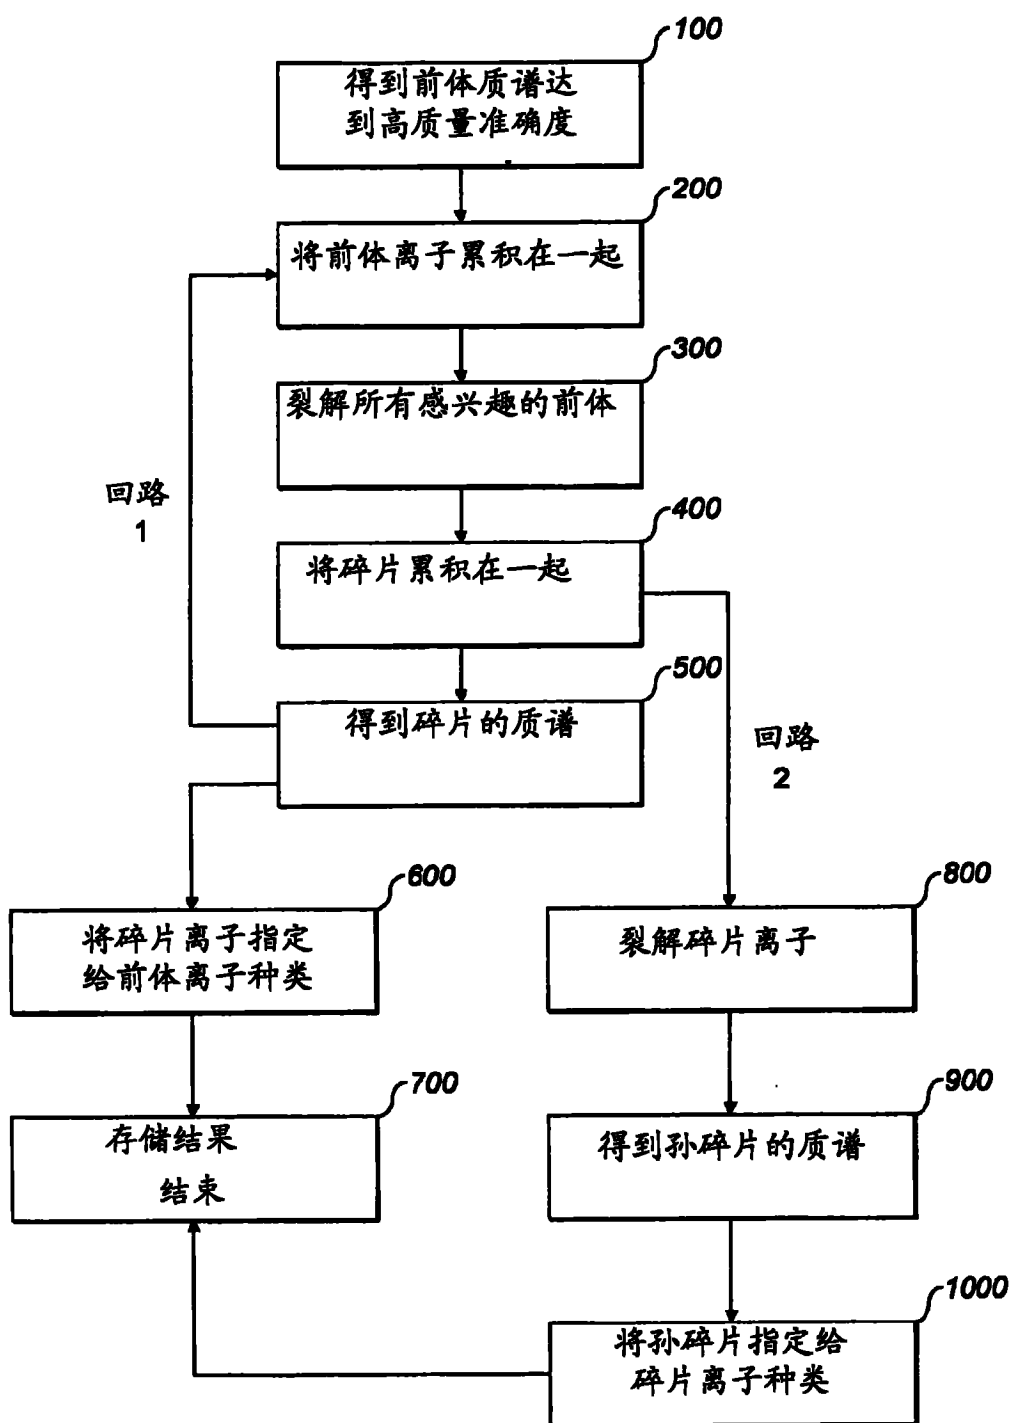 100
得到前体质谱达
到高质量准确度
200
将前体离子累积在一起
300
裂解所有感兴趣的前体
回路
1
400
将碎片累积在一起
500
得到碎片的质谱
回路
2
600
将碎片离子指定
给前体离子种类
800
裂解碎片离子
700
存储结果
结束
900
得到孙碎片的质谱
1000
将孙碎片指定给
碎片离子种类